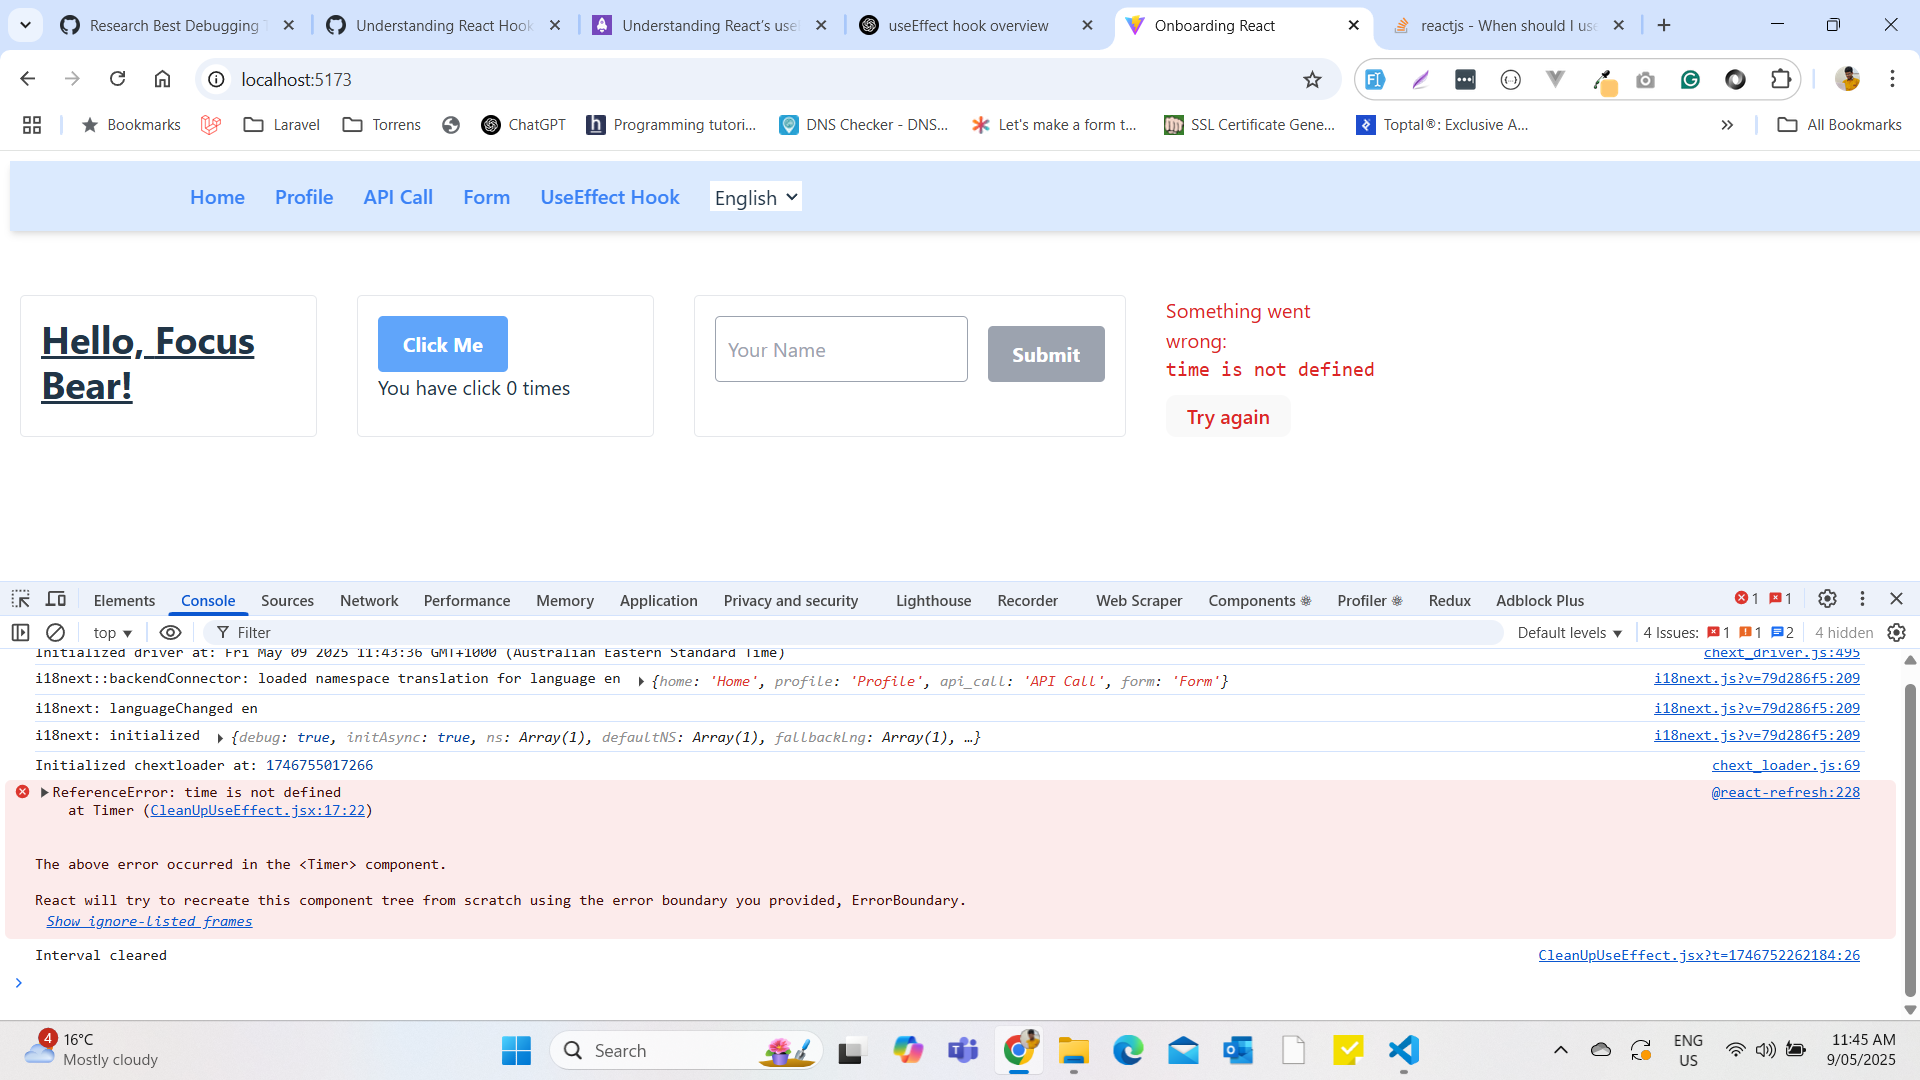 Research Best Debugging T
Understanding React Hook
Understanding React's usel
useEffect hook overview
Onboarding React
reactjs - When should I use
localhost:5173
Bookmarks
Laravel
Torrens
ChatGPT
Programming tutori...
DNS Checker - DNS...
Let's make a form t...
SSL Certificate Gene...
Toptal®: Exclusive A...
All Bookmarks
Home
Profile
API Call
Form
UseEffect Hook
English
Hello, Focus
Bear!
Click Me
You have click 0 times
Your Name
Submit
Something went
wrong:
time is not defined
Try again
Elements
Console
Sources
Network
Performance
Memory
Application
Privacy and security
Lighthouse
Recorder
Web Scraper
Components
Profiler
Redux
Adblock Plus
1
1
top
Filter
Default levels
4 Issues: 1 1 2
4 hidden
Initialized driver at: Fri May 09 2025 11:43:36 GMT+1000 (Australian Eastern Standard Time) chext_driver.js:495
i18next::backendConnector: loaded namespace translation for language en {home: 'Home', profile: 'Profile', api_call: 'API Call', form: 'Form'} i18next.js?v=79d286f5:209
i18next: languageChanged en i18next.js?v=79d286f5:209
i18next: initialized {debug: true, initAsync: true, ns: Array(1), defaultNS: Array(1), fallbackLng: Array(1), …} i18next.js?v=79d286f5:209
Initialized chextloader at: 1746755017266 chext_loader.js:69
ReferenceError: time is not defined @react-refresh:228
at Timer (CleanUpUseEffect.jsx:17:22)
The above error occurred in the <Timer> component.
React will try to recreate this component tree from scratch using the error boundary you provided, ErrorBoundary.
Show ignore-listed frames
Interval cleared CleanUpUseEffect.jsx?t=1746752262184:26
4
16°C
Mostly cloudy
Search
ENG
US
11:45 AM
9/05/2025